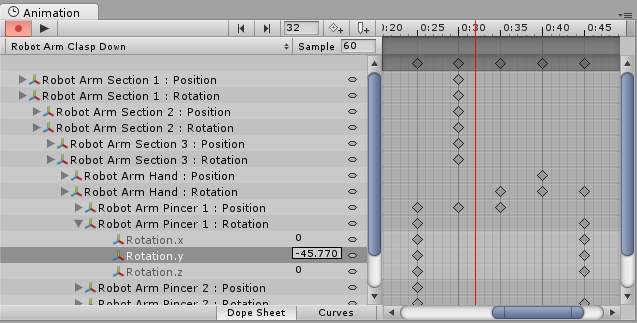 Animation
32
0:20 0:25 0:30 0:35 0:40 0:45
Robot Arm Clasp Down Sample 60
Robot Arm Section 1 : Position
Robot Arm Section 1 : Rotation
Robot Arm Section 2 : Position
Robot Arm Section 2 : Rotation
Robot Arm Section 3 : Position
Robot Arm Section 3 : Rotation
Robot Arm Hand : Position
Robot Arm Hand : Rotation
Robot Arm Pincer 1 : Position
Robot Arm Pincer 1 : Rotation
Rotation.x 0
Rotation.y -45.770
Rotation.z 0
Robot Arm Pincer 2 : Position
Robot Arm Pincer 2 : Rotation
Dope Sheet Curves